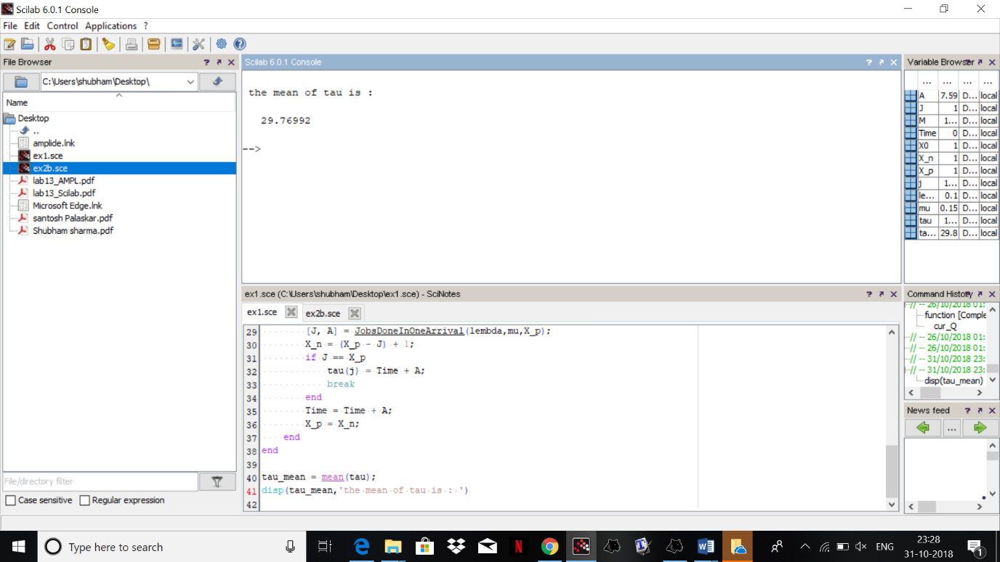 Scilab 6.0.1 Console
File Edit Control Applications ?
File Browser ?
C:\Users\shubham\Desktop\
Name
Desktop
..
amplide.lnk
ex1.sce
ex2b.sce
lab13_AMPL.pdf
lab13_Scilab.pdf
Microsoft Edge.lnk
santosh Palaskar.pdf
Shubham sharma.pdf
File/directory filter
Case sensitive Regular expression
Scilab 6.0.1 Console ?
the mean of tau is :
29.76992
-->
ex1.sce (C:\Users\shubham\Desktop\ex1.sce) - SciNotes ?
ex1.sce ex2b.sce
29 [J, A] = JobsDoneInOneArrival(lembda,mu,X_p);
30 X_n = (X_p - J) + 1;
31 if J == X_p
32 tau(j) = Time + A;
33 break
34 end
35 Time = Time + A;
36 X_p = X_n;
37 end
38 end
39
40 tau_mean = mean(tau);
41 disp(tau_mean,'the mean of tau is : ')
42
Variable Browser
... ... ... ...
A 7.59 D... local
J 1 D... local
M 1... D... local
Time 0 D... local
X0 1 D... local
X_n 1 D... local
X_p 1 D... local
j 1... D... local
le... 0.1 D... local
mu 0.15 D... local
tau 1... D... local
ta... 29.8 D... local
Command History
// -- 26/10/2018 01:
function [Comple
cur_Q
// -- 26/10/2018 01:
// -- 26/10/2018 01:
// -- 31/10/2018 23:
// -- 31/10/2018 23:
disp(tau_mean)
News feed ?
...
Type here to search
ENG
23:28
31-10-2018
1